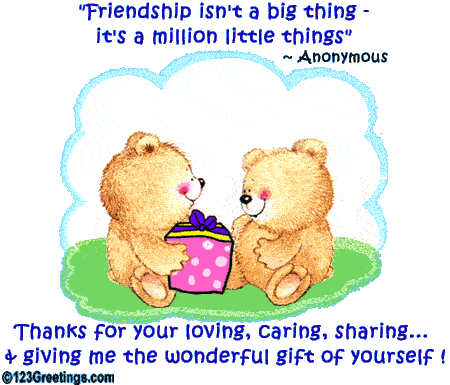 "Friendship isn't a big thing -
it's a million little things"
~ Anonymous
Thanks for your loving, caring, sharing...
& giving me the wonderful gift of yourself !
©123Greetings.com